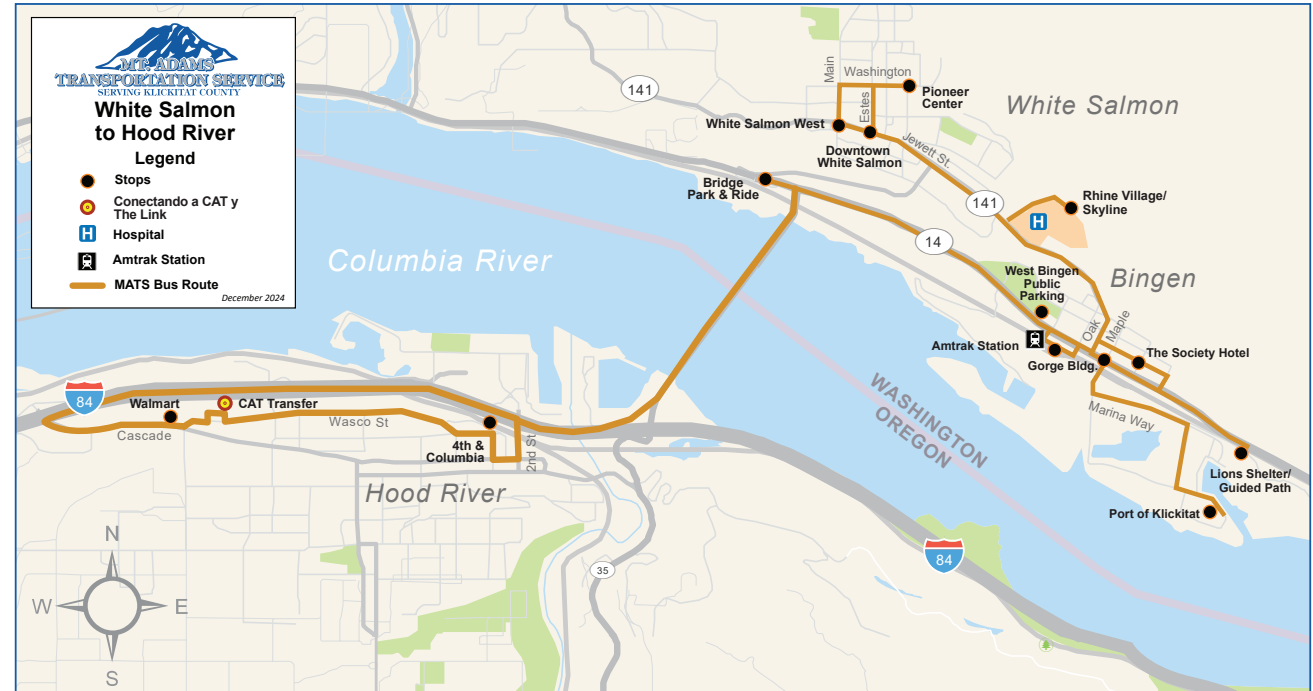 MT. ADAMS
TRANSPORTATION SERVICE
SERVING KLICKITAT COUNTY
White Salmon
to Hood River
Legend
Stops
Conectando a CAT y
The Link
H
Hospital
Amtrak Station
MATS Bus Route
December 2024
141
Main
Washington
Estes
Pioneer
Center
White Salmon
White Salmon West
Downtown
White Salmon
Jewett St.
Bridge
Park & Ride
141
H
Rhine Village/
Skyline
14
Columbia River
West Bingen
Public
Parking
Bingen
Oak
Maple
Amtrak Station
Gorge Bldg.
The Society Hotel
Marina Way
Lions Shelter/
Guided Path
Port of Klickitat
WASHINGTON
OREGON
84
Walmart
CAT Transfer
Cascade
Wasco St
4th &
Columbia
2nd St
Hood River
35
84
N
W
E
S